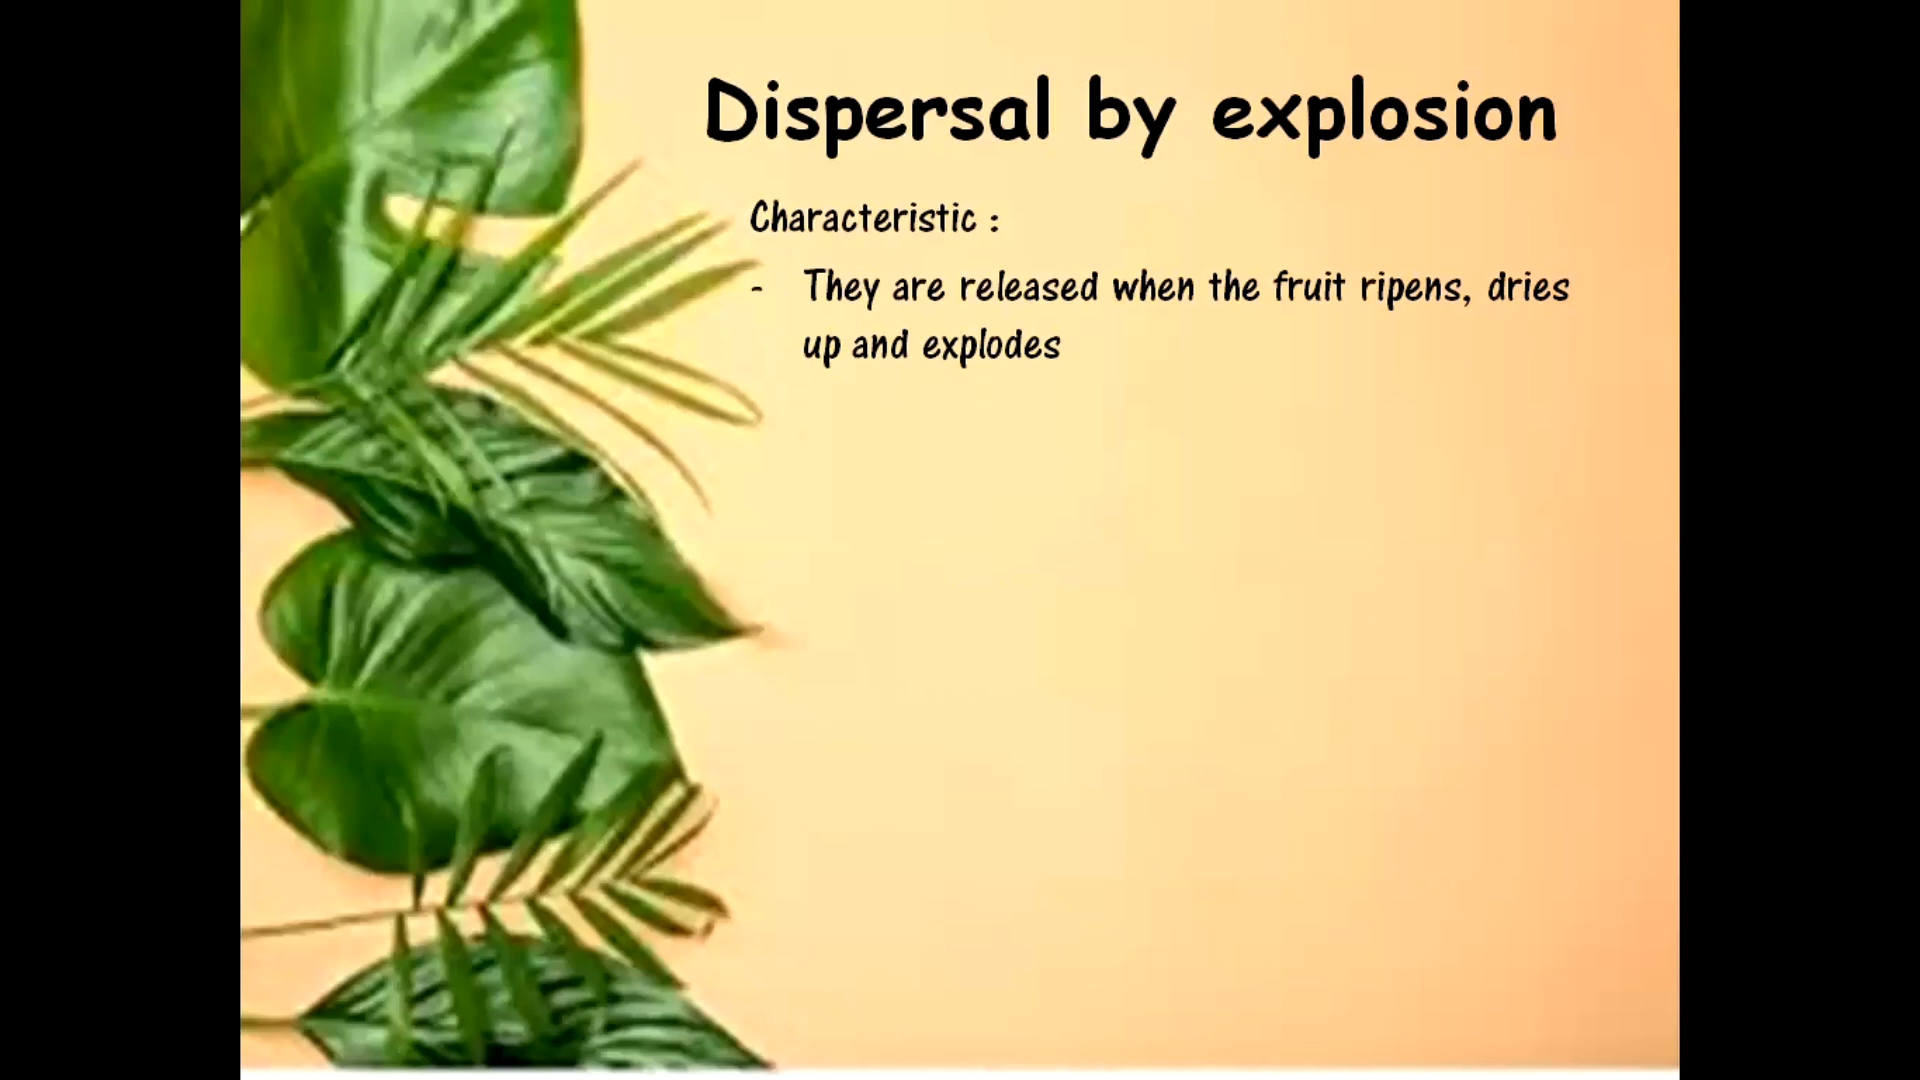 Dispersal by explosion
Characteristic :
- They are released when the fruit ripens, dries
up and explodes